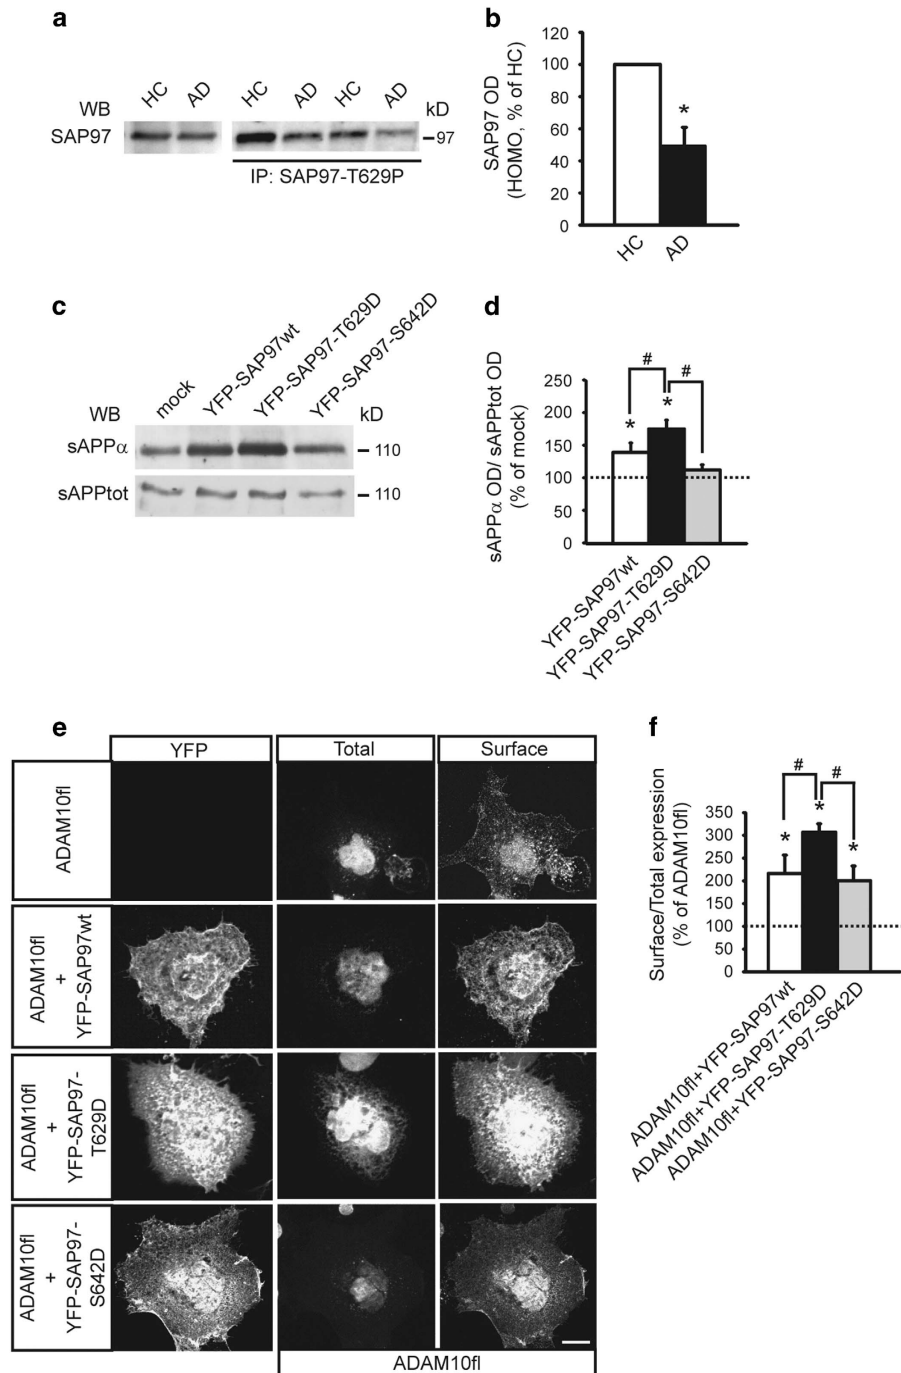 a
WB
HC
AD
HC
AD
HC
AD
kD
SAP97
97
IP: SAP97-T629P
b
SAP97 OD
(HOMO, % of HC)
120
100
80
60
40
20
0
*
HC
AD
c
WB
mock
YFP-SAP97wt
YFP-SAP97-T629D
YFP-SAP97-S642D
kD
sAPPα
110
sAPPtot
110
d
sAPPα OD/ sAPPtot OD
(% of mock)
250
200
150
100
50
0
#
#
*
*
YFP-SAP97wt
YFP-SAP97-T629D
YFP-SAP97-S642D
e
YFP
Total
Surface
ADAM10fl
ADAM10fl
+
YFP-SAP97wt
ADAM10fl
+
YFP-SAP97-
T629D
ADAM10fl
+
YFP-SAP97-
S642D
ADAM10fl
f
Surface/Total expression
(% of ADAM10fl)
350
300
250
200
150
100
50
0
#
#
*
*
*
ADAM10fl+YFP-SAP97wt
ADAM10fl+YFP-SAP97-T629D
ADAM10fl+YFP-SAP97-S642D